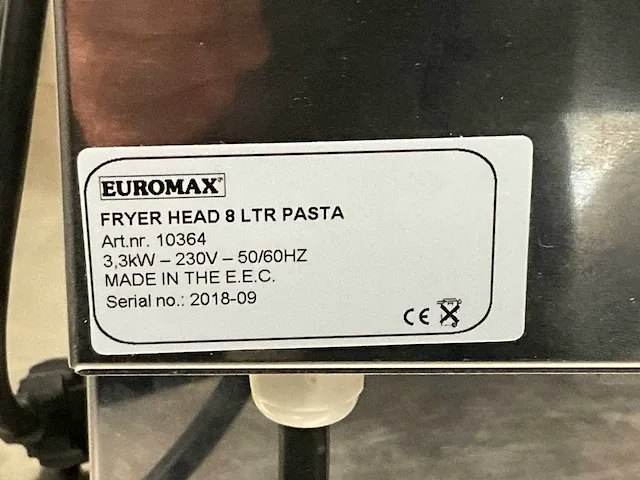 EUROMAX®
FRYER HEAD 8 LTR PASTA
Art.nr. 10364
3,3kW – 230V – 50/60HZ
MADE IN THE E.E.C.
Serial no.: 2018-09
CE